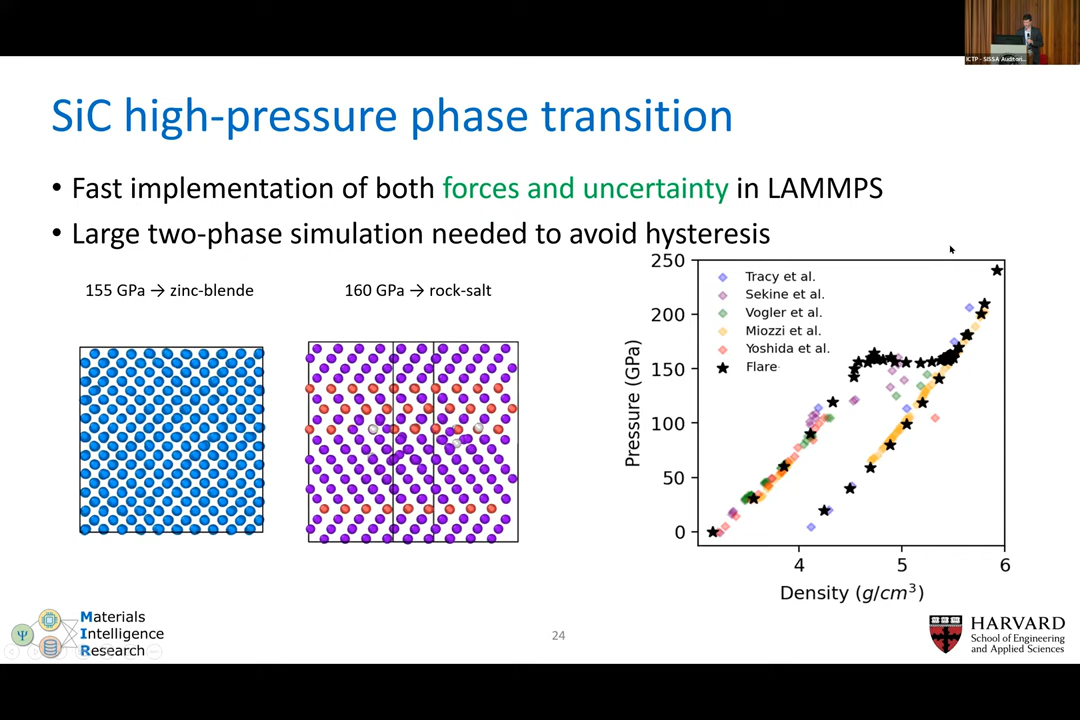 ICTP - SISSA Auditori...
SiC high-pressure phase transition
• Fast implementation of both forces and uncertainty in LAMMPS
• Large two-phase simulation needed to avoid hysteresis
155 GPa → zinc-blende
160 GPa → rock-salt
250
200
150
100
50
0
Pressure (GPa)
Tracy et al.
Sekine et al.
Vogler et al.
Miozzi et al.
Yoshida et al.
Flare
4
5
6
Density (g/cm³)
Ψ
Materials
Intelligence
Research
24
HARVARD
School of Engineering
and Applied Sciences